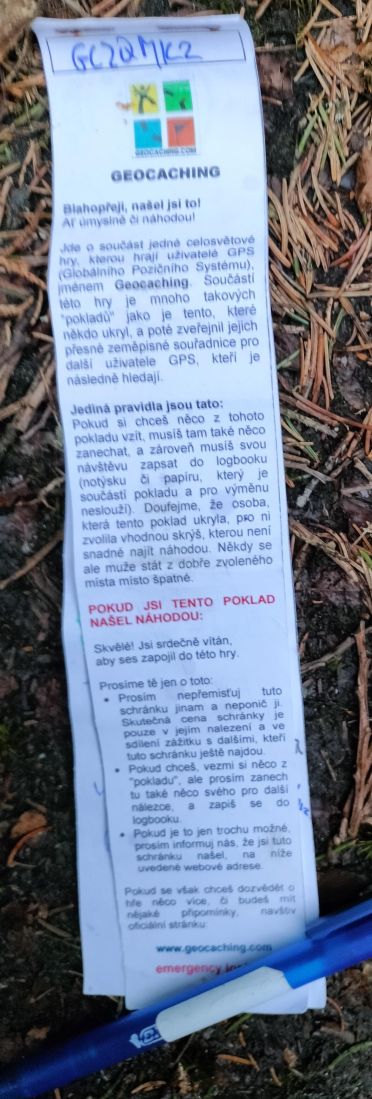 GC2QMKZ
GEOCACHING.COM
GEOCACHING
Blahopřeji, našel jsi to!
Ať úmyslně či náhodou!
Jde o součást jedné celosvětové
hry, kterou hrají uživatelé GPS
(Globálního Pozičního Systému),
jménem Geocaching. Součástí
této hry je mnoho takových
"pokladů" jako je tento, které
někdo ukryl, a poté zveřejnil jejich
přesné zeměpisné souřadnice pro
další uživatele GPS, kteří je
následně hledají.
Jediná pravidla jsou tato:
Pokud si chceš něco z tohoto
pokladu vzít, musíš tam také něco
zanechat, a zároveň musíš svou
návštěvu zapsat do logbooku
(notýsku či papíru, který je
součástí pokladu a pro výměnu
neslouží). Doufejme, že osoba,
která tento poklad ukryla, pro ni
zvolila vhodnou skrýš, kterou není
snadné najít náhodou. Někdy se
ale muže stát z dobře zvoleného
místa místo špatné.
POKUD JSI TENTO POKLAD
NAŠEL NÁHODOU:
Skvělé! Jsi srdečně vítán,
aby ses zapojil do této hry.
Prosíme tě jen o toto:
• Prosím nepřemisťuj tuto
schránku jinam a neponič ji.
Skutečná cena schránky je
pouze v jejím nalezení a ve
sdílení zážitku s dalšími, kteří
tuto schránku ještě najdou.
• Pokud chceš, vezmi si něco z
"pokladu", ale prosím zanech
tu také něco svého pro další
nálezce, a zapiš se do
logbooku.
• Pokud je to jen trochu možné,
prosím informuj nás, že jsi tuto
schránku našel, na níže
uvedené webové adrese.
Pokud se však chceš dozvědět o
hře něco více, či budeš mít
nějaké připomínky, navštiv
oficiální stránku:
www.geocaching.com
emergency